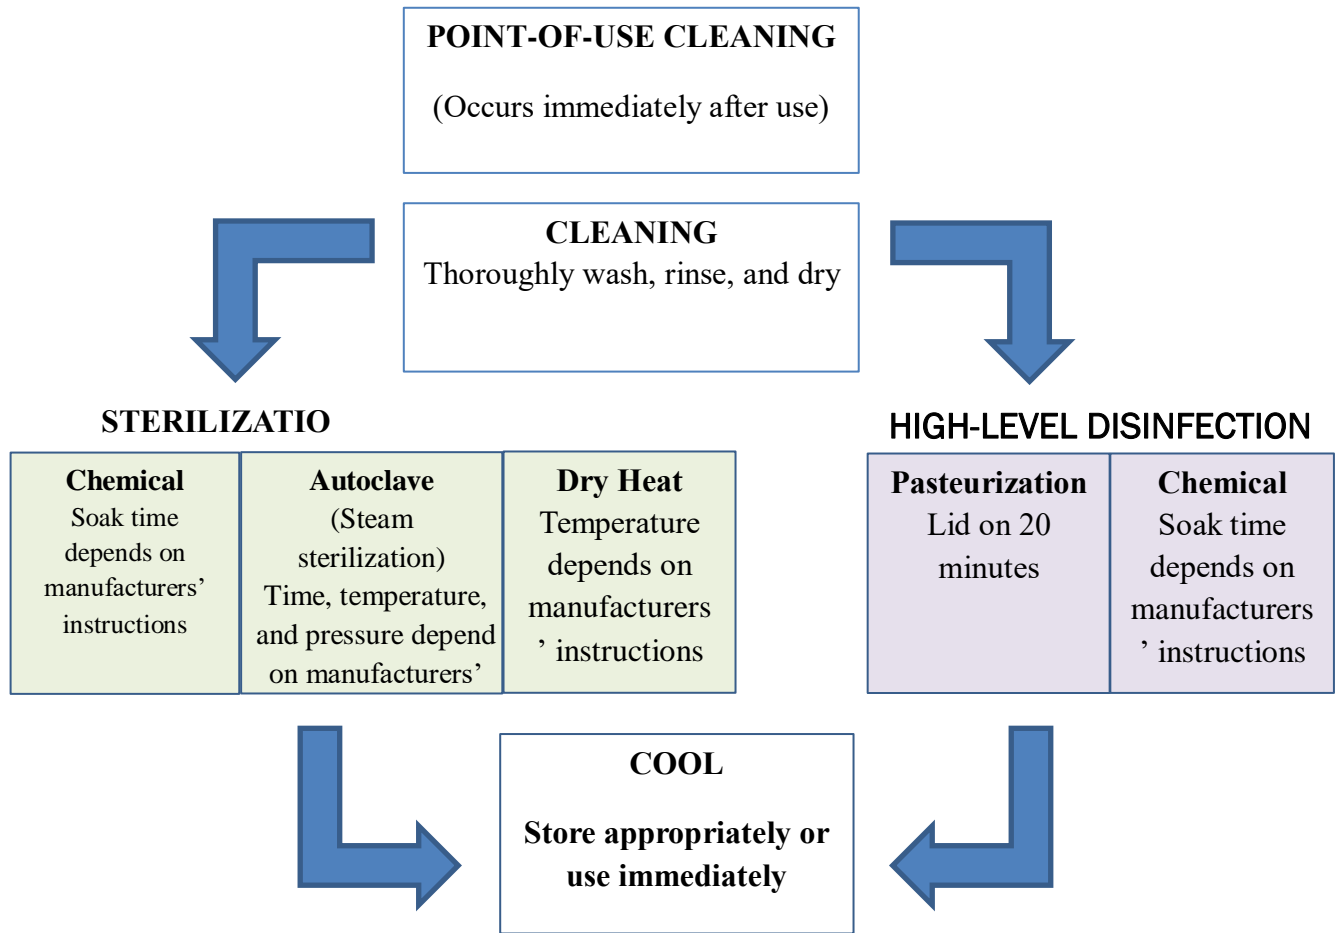 POINT-OF-USE CLEANING
(Occurs immediately after use)
CLEANING
Thoroughly wash, rinse, and dry
STERILIZATIO
Chemical
Soak time
depends on
manufacturers’
instructions
Autoclave
(Steam
sterilization)
Time, temperature,
and pressure depend
on manufacturers’
Dry Heat
Temperature
depends on
manufacturers
’ instructions
HIGH-LEVEL DISINFECTION
Pasteurization
Lid on 20
minutes
Chemical
Soak time
depends on
manufacturers
’ instructions
COOL
Store appropriately or
use immediately